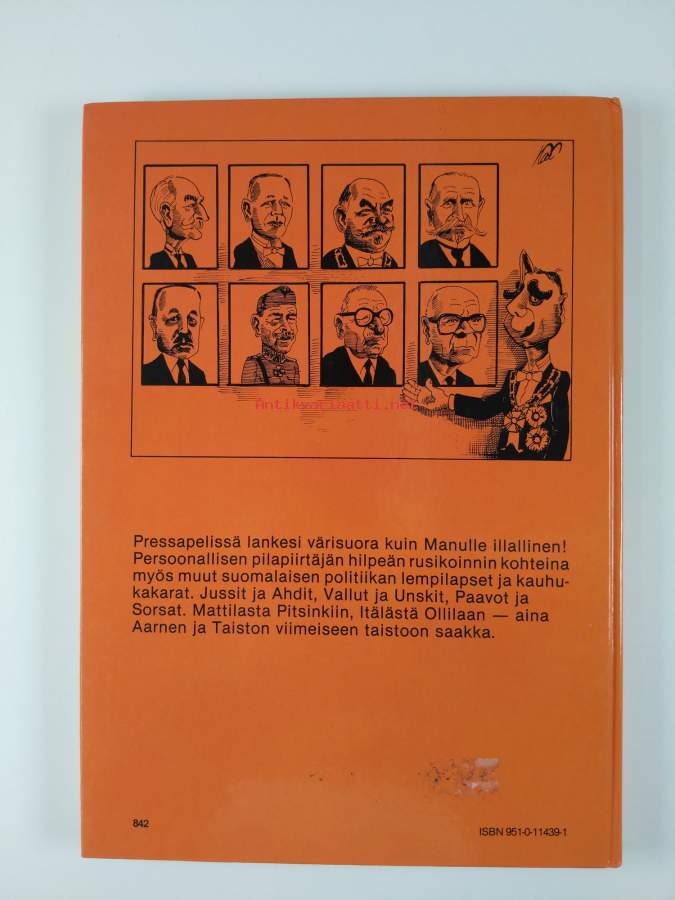 Antikvariaatti.net
Pressapelissä lankesi värisuora kuin Manulle illallinen!
Persoonallisen pilapiirtäjän hilpeän rusikoinnin kohteina
myös muut suomalaisen politiikan lempilapset ja kauhu-
kakarat. Jussit ja Ahdit, Vallut ja Unskit, Paavot ja
Sorsat. Mattilasta Pitsinkiin, Itälästä Ollilaan — aina
Aarnen ja Taiston viimeiseen taistoon saakka.
842
ISBN 951-0-11439-1